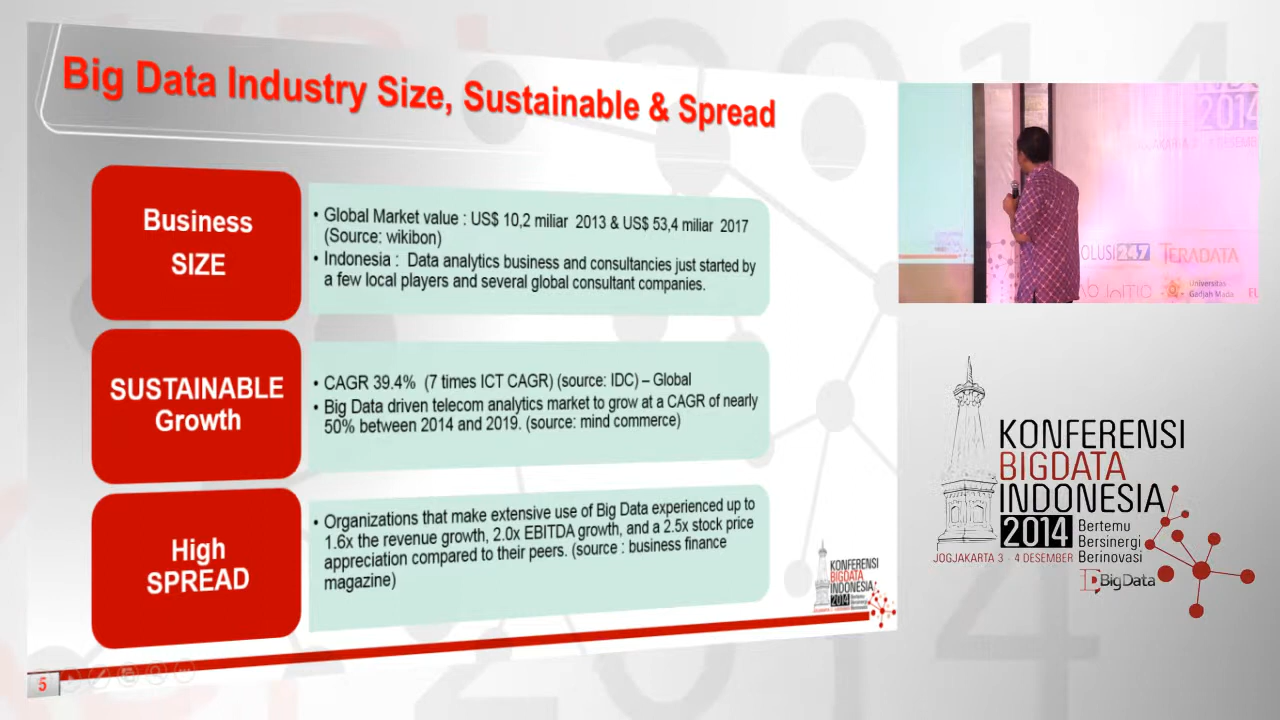 Big Data Industry Size, Sustainable & Spread
Business
SIZE
• Global Market value : US$ 10,2 miliar 2013 & US$ 53,4 miliar 2017
(Source: wikibon)
• Indonesia : Data analytics business and consultancies just started by
a few local players and several global consultant companies.
SUSTAINABLE
Growth
• CAGR 39.4% (7 times ICT CAGR) (source: IDC) – Global
• Big Data driven telecom analytics market to grow at a CAGR of nearly
50% between 2014 and 2019. (source: mind commerce)
High
SPREAD
• Organizations that make extensive use of Big Data experienced up to
1.6x the revenue growth, 2.0x EBITDA growth, and a 2.5x stock price
appreciation compared to their peers. (source : business finance
magazine)
KONFERENSI
BIGDATA
INDONESIA
2014
Bertemu
Bersinergi
Berinovasi
5
2014
OLUSI247
TERADATA
Universitas
Gadjah Mada
KONFERENSI
BIGDATA
INDONESIA
2014
Bertemu
Bersinergi
Berinovasi
JOGJAKARTA 3 - 4 DESEMBER
IDBigData
2014